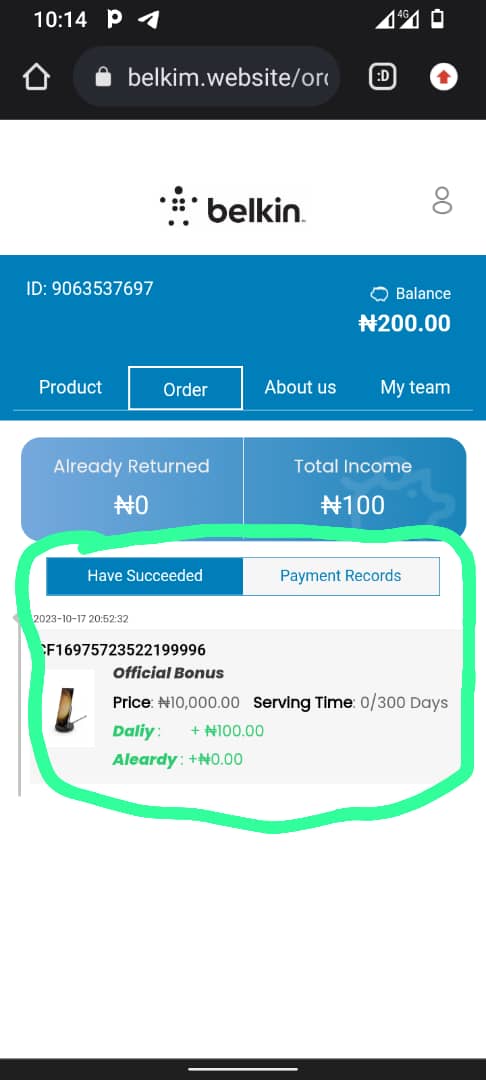 10:14
4G
belkim.website/or
:D
belkin
ID: 9063537697
Balance
₦200.00
Product Order About us My team
Already Returned Total Income
₦0 ₦100
Have Succeeded Payment Records
2023-10-17 20:52:32
CF16975723522199996
Official Bonus
Price: ₦10,000.00 Serving Time: 0/300 Days
Daliy: + ₦100.00
Aleardy: +₦0.00